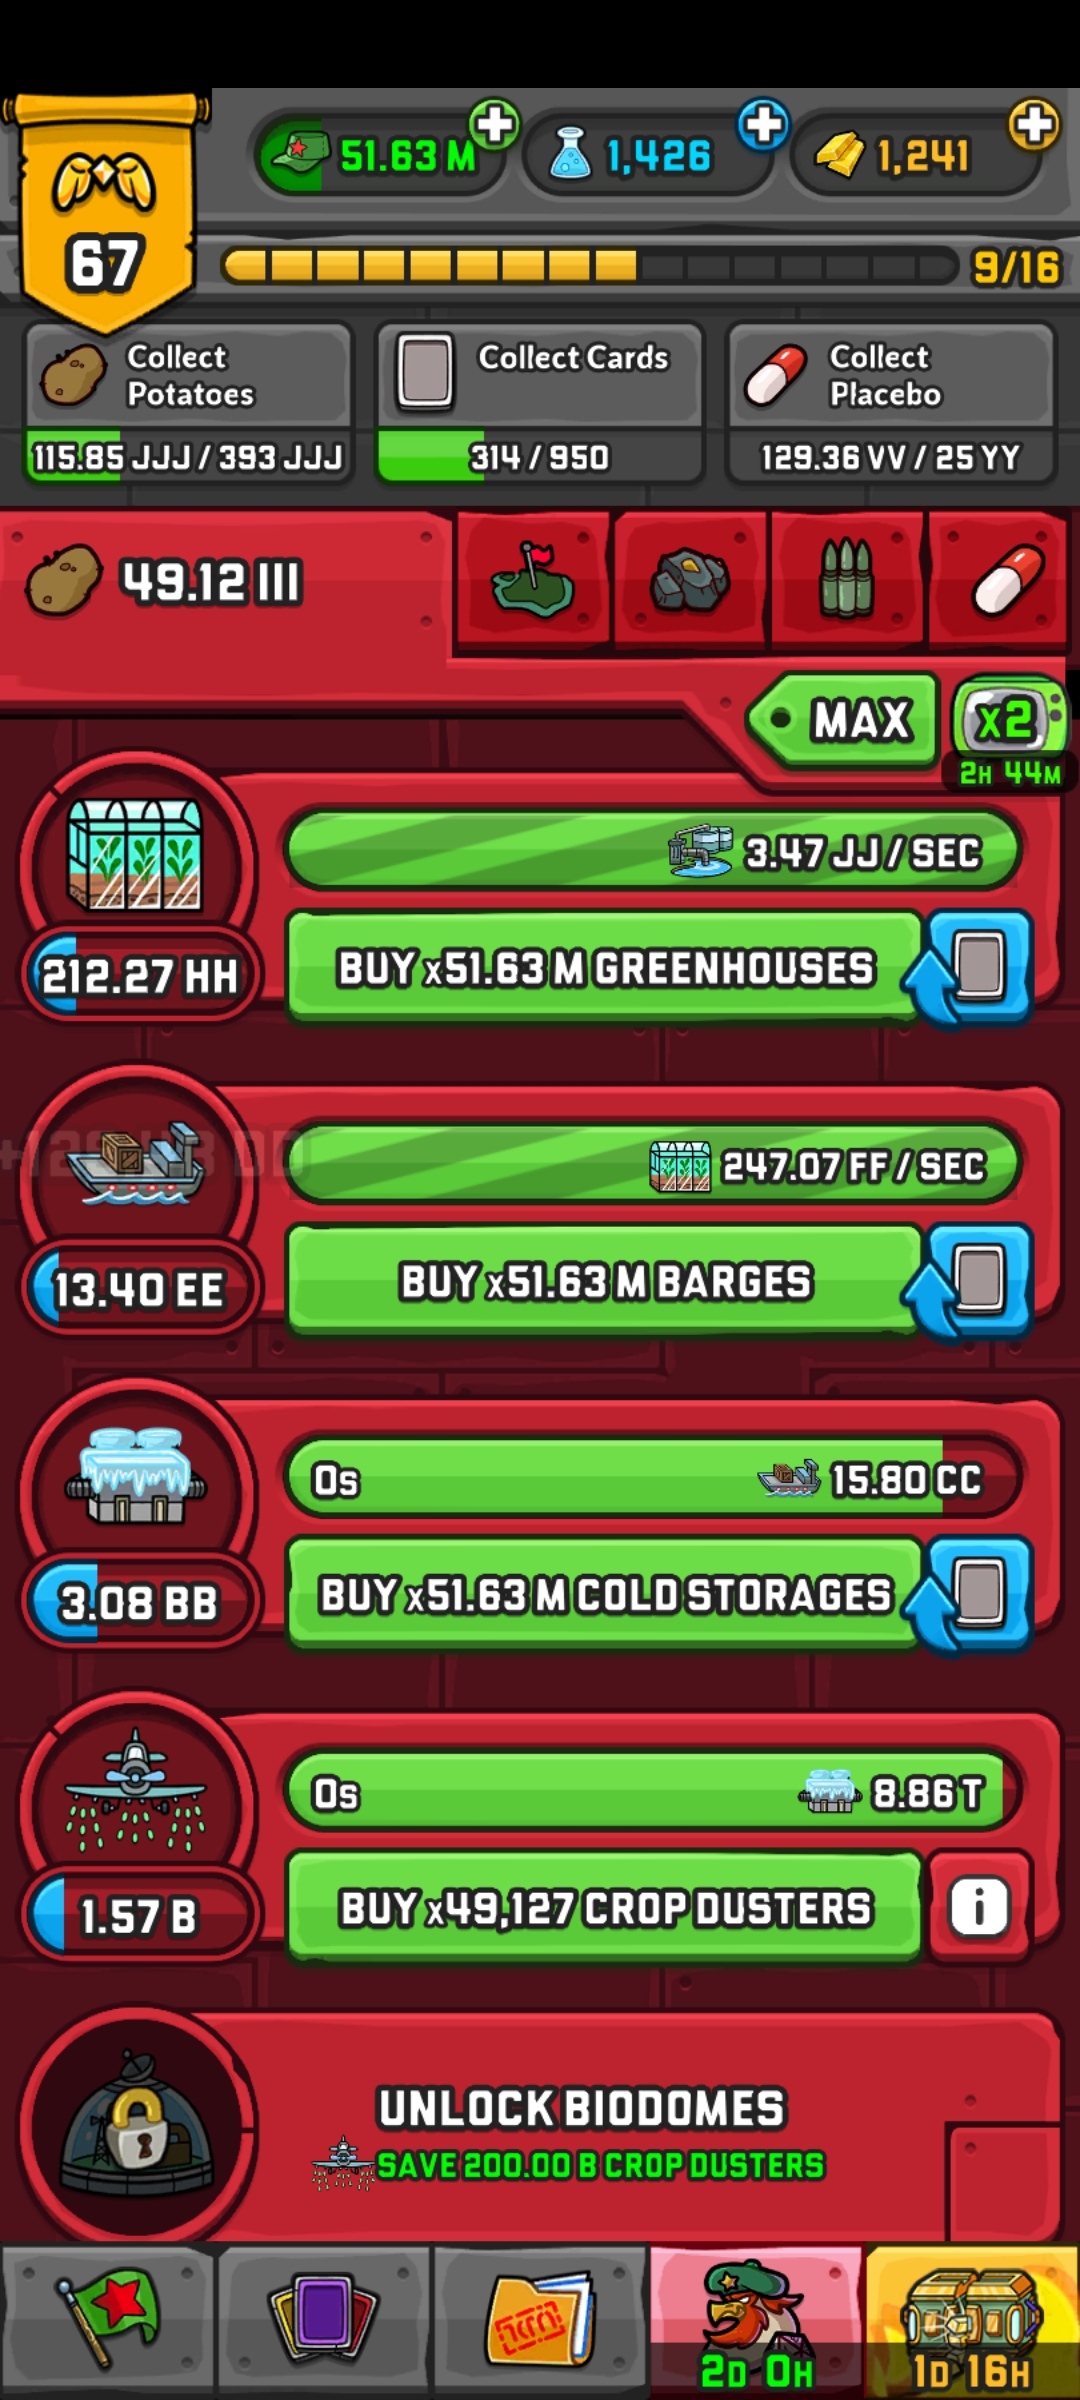 51.63 M
1,426
1,241
67
9/16
Collect
Potatoes
115.85 JJJ / 393 JJJ
Collect Cards
314 / 950
Collect
Placebo
129.36 VV / 25 YY
49.12 III
MAX
x2
2H 44M
3.47 JJ / SEC
212.27 HH
BUY x51.63 M GREENHOUSES
247.07 FF / SEC
13.40 EE
BUY x51.63 M BARGES
0s
15.80 CC
3.08 BB
BUY x51.63 M COLD STORAGES
0s
8.86 T
1.57 B
BUY x49,127 CROP DUSTERS
i
UNLOCK BIODOMES
SAVE 200.00 B CROP DUSTERS
2D 0H
1D 16H